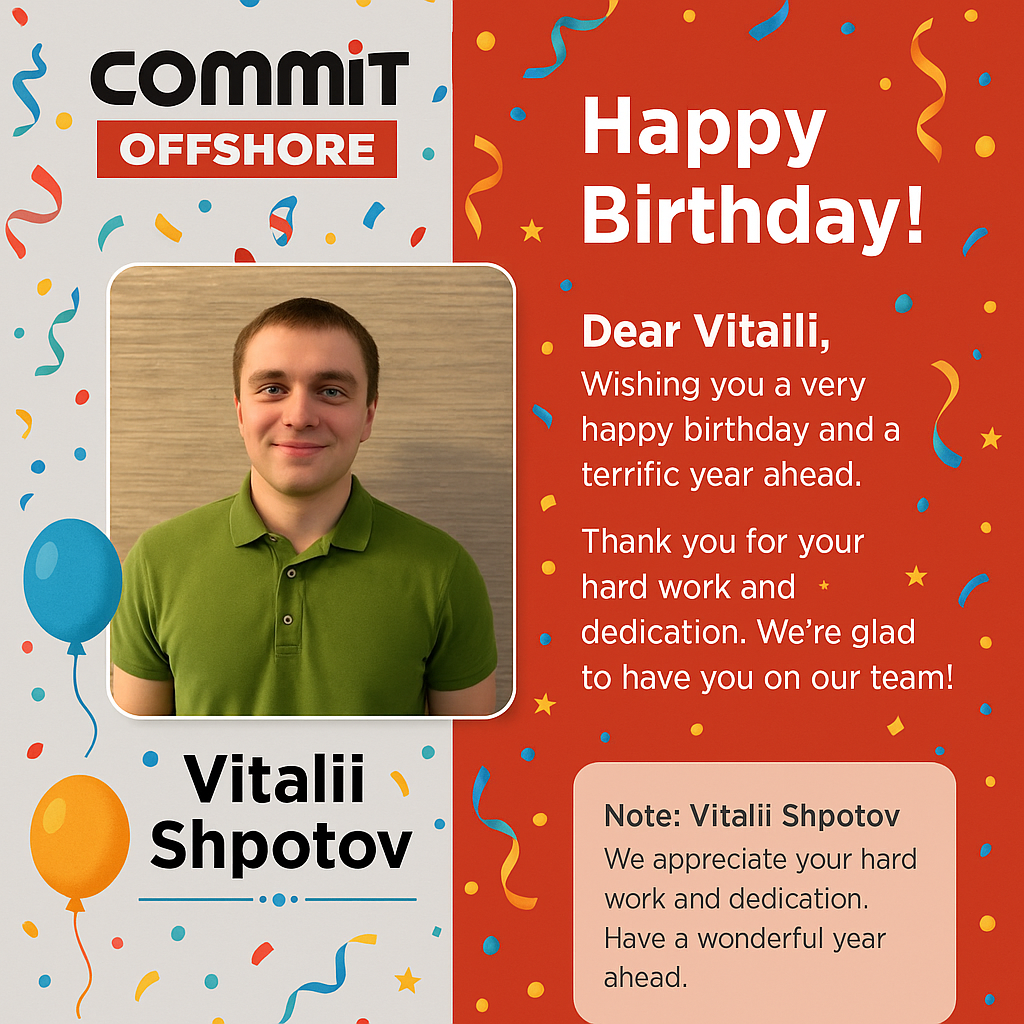 COMMiT
OFFSHORE
Vitalii
Shpotov
Happy
Birthday!
Dear Vitaili,
Wishing you a very
happy birthday and a
terrific year ahead.
Thank you for your
hard work and
dedication. We’re glad
to have you on our team!
Note: Vitalii Shpotov
We appreciate your hard
work and dedication.
Have a wonderful year
ahead.